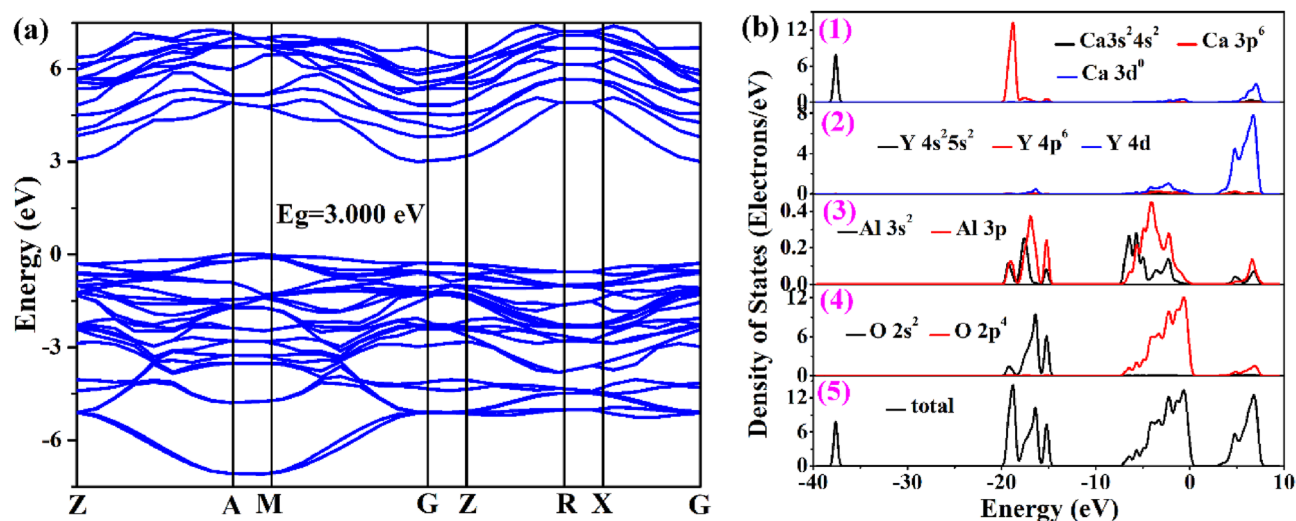 (a)
6
3
0
-3
-6
Energy (eV)
Eg=3.000 eV
Z A M G Z R X G
(b)
12
6
0
(1)
Ca3s²4s² Ca 3p⁶
Ca 3d⁰
8
4
0
(2)
Y 4s²5s² Y 4p⁶ Y 4d
0.4
0.2
0.0
(3)
Al 3s² Al 3p
12
6
0
(4)
O 2s² O 2p⁴
12
6
0
(5)
total
Density of States (Electrons/eV)
-40 -30 -20 -10 0 10
Energy (eV)